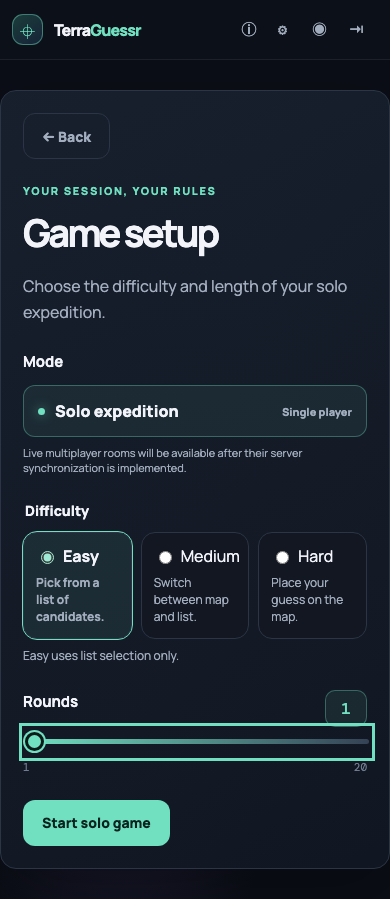 TerraGuessr
← Back
YOUR SESSION, YOUR RULES
Game setup
Choose the difficulty and length of your solo
expedition.
Mode
Solo expedition
Single player
Live multiplayer rooms will be available after their server
synchronization is implemented.
Difficulty
Easy
Pick from a
list of
candidates.
Medium
Switch
between map
and list.
Hard
Place your
guess on the
map.
Easy uses list selection only.
Rounds
1
1
20
Start solo game